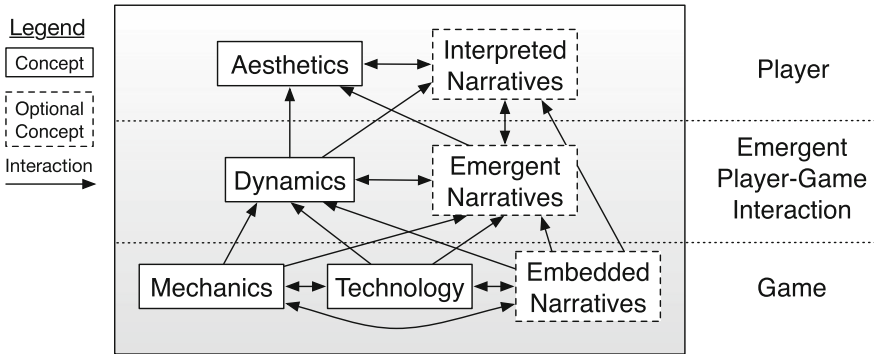 Legend
Concept
Optional
Concept
Interaction
Aesthetics
Interpreted
Narratives
Player
Dynamics
Emergent
Narratives
Emergent
Player-Game
Interaction
Mechanics
Technology
Embedded
Narratives
Game